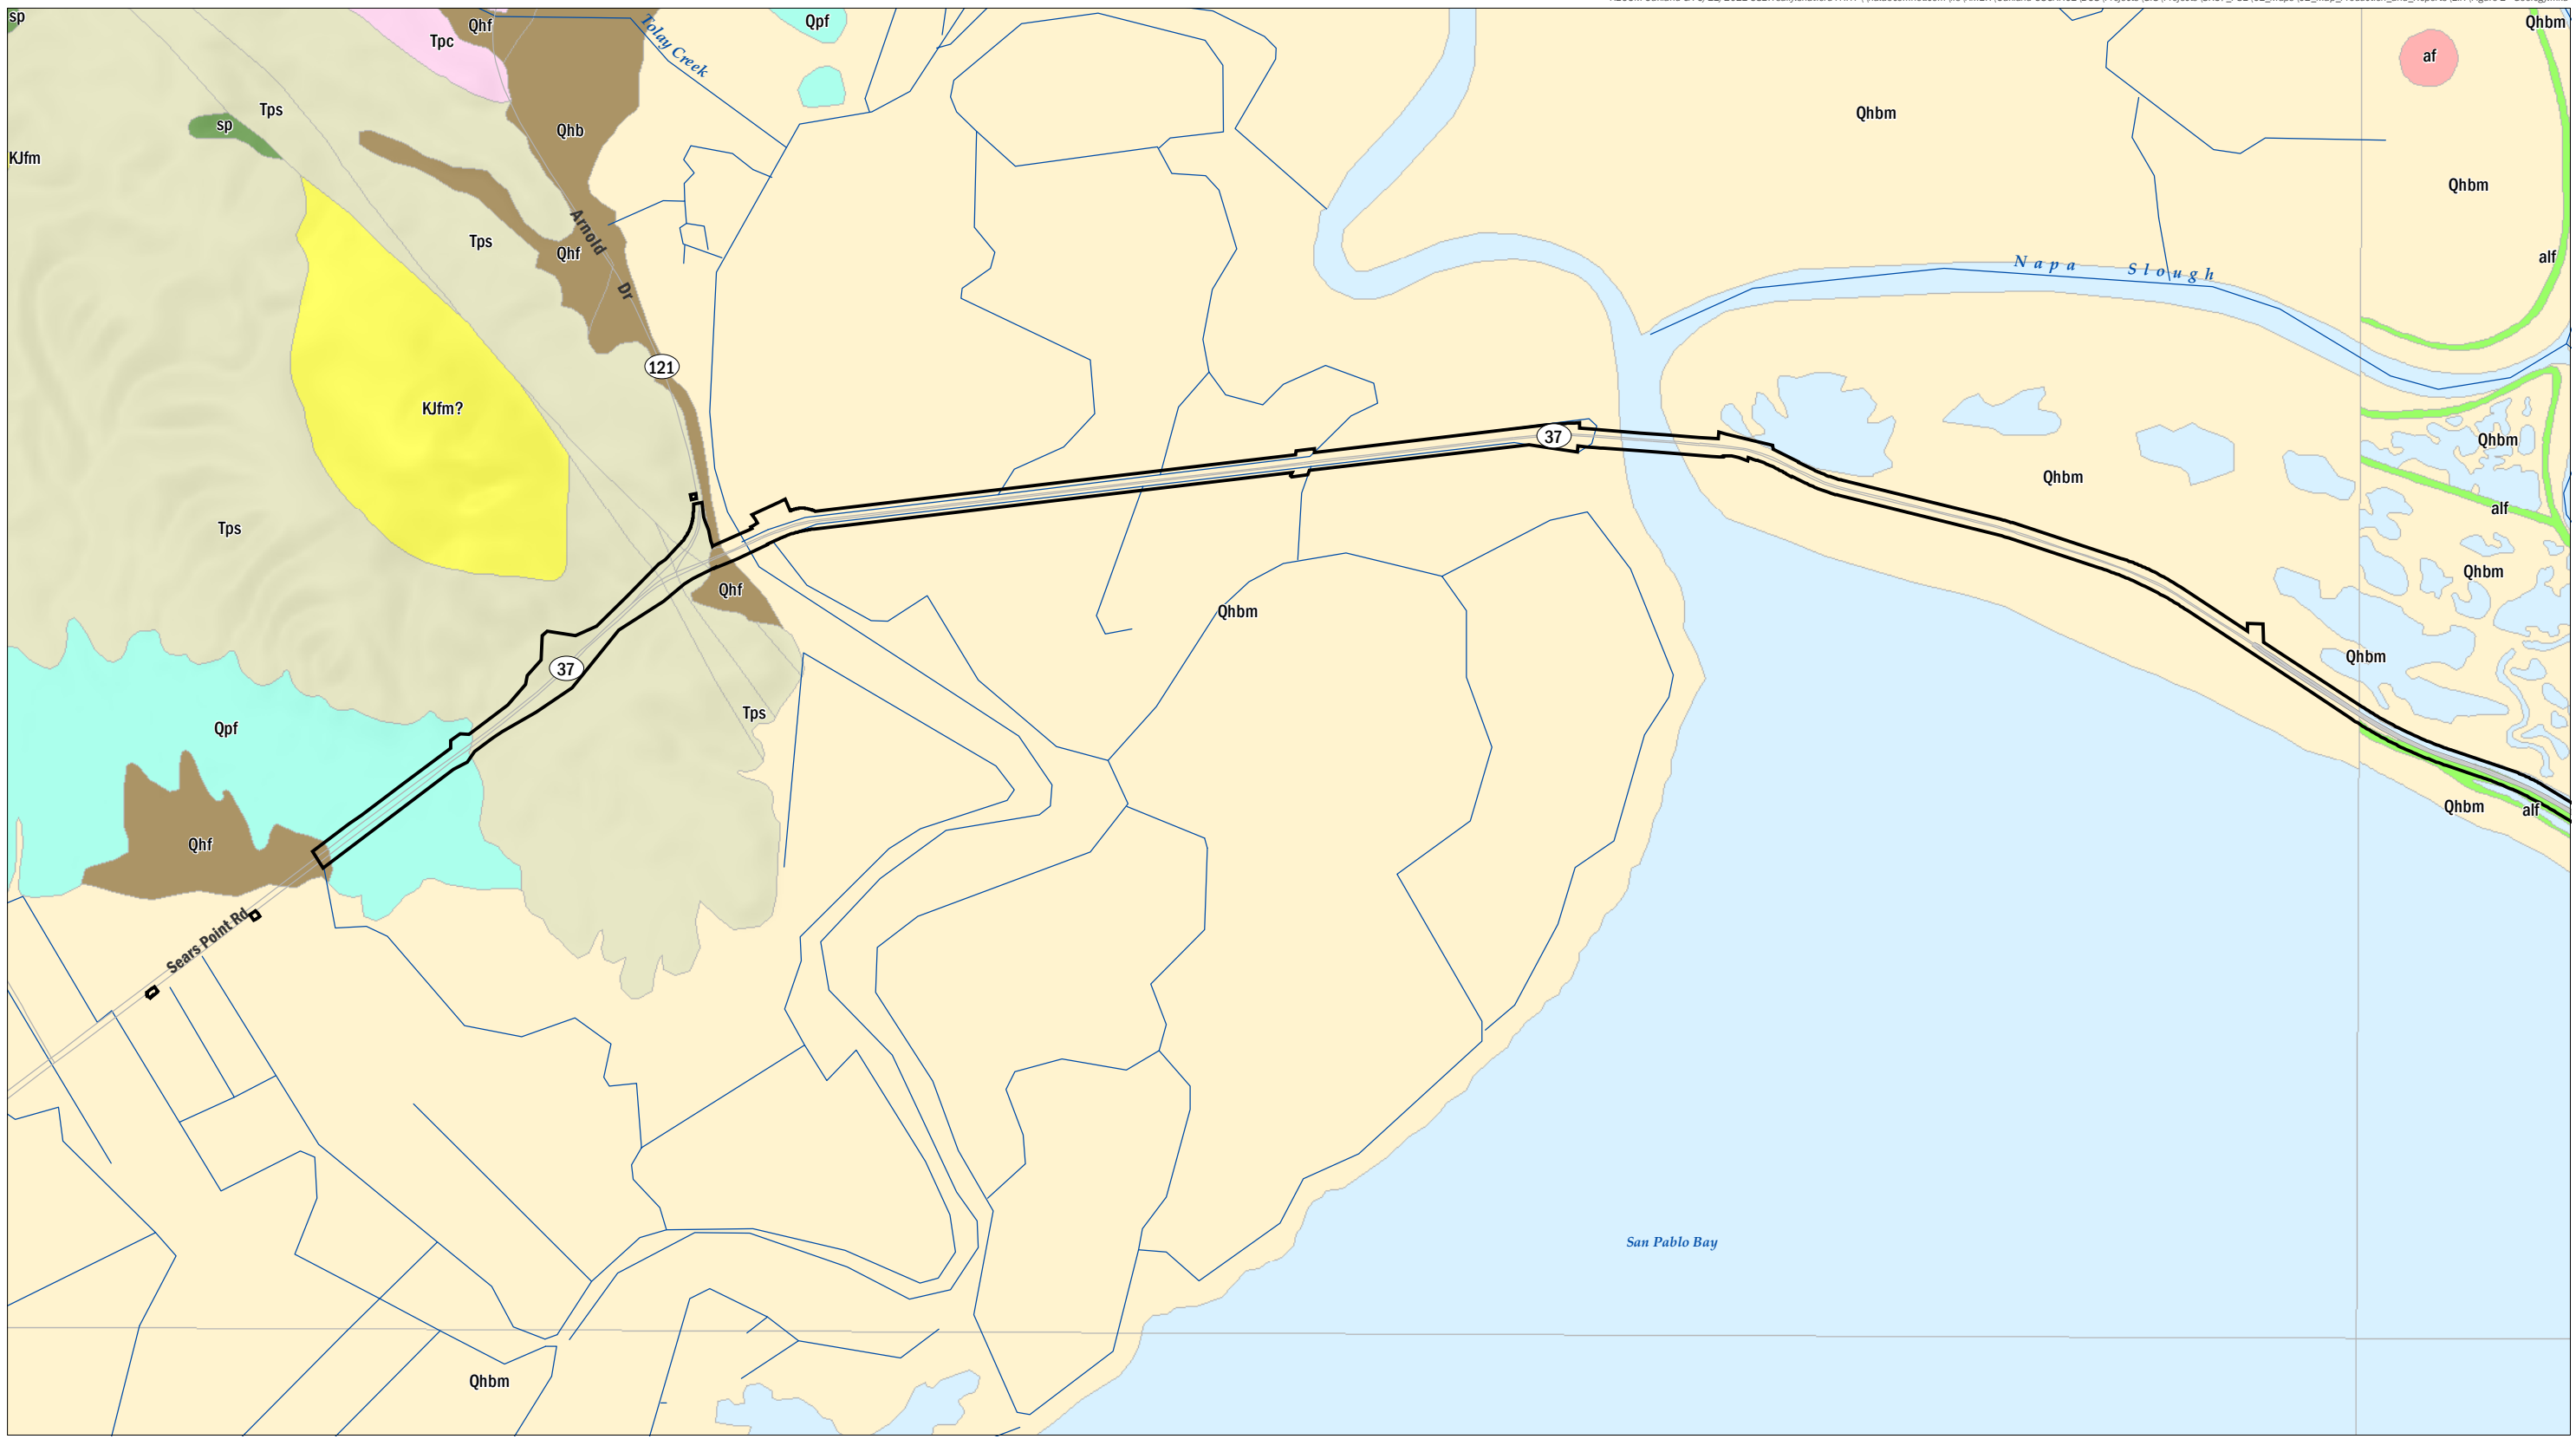 sp
Qhf
Tpc
Tolay Creek
Qpf
Qhbm
af
Qhbm
Tps
sp
Qhb
KJfm
Qhbm
Arnold Dr
Tps
Qhf
alf
Napa Slough
121
KJfm?
37
Qhbm
Qhbm
alf
Tps
Qhbm
Qhf
Qhbm
37
Qhbm
Tps
Qpf
Qhbm
alf
Qhf
Sears Point Rd
San Pablo Bay
Qhbm